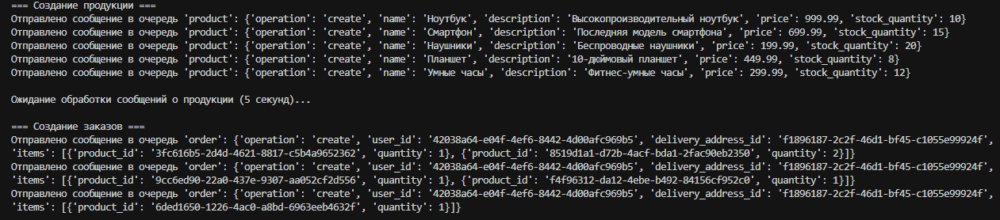 === Создание продукции ===
Отправлено сообщение в очередь 'product': {'operation': 'create', 'name': 'Ноутбук', 'description': 'Высокопроизводительный ноутбук', 'price': 999.99, 'stock_quantity': 10}
Отправлено сообщение в очередь 'product': {'operation': 'create', 'name': 'Смартфон', 'description': 'Последняя модель смартфона', 'price': 699.99, 'stock_quantity': 15}
Отправлено сообщение в очередь 'product': {'operation': 'create', 'name': 'Наушники', 'description': 'Беспроводные наушники', 'price': 199.99, 'stock_quantity': 20}
Отправлено сообщение в очередь 'product': {'operation': 'create', 'name': 'Планшет', 'description': '10-дюймовый планшет', 'price': 449.99, 'stock_quantity': 8}
Отправлено сообщение в очередь 'product': {'operation': 'create', 'name': 'Умные часы', 'description': 'Фитнес-умные часы', 'price': 299.99, 'stock_quantity': 12}
Ожидание обработки сообщений о продукции (5 секунд)...
=== Создание заказов ===
Отправлено сообщение в очередь 'order': {'operation': 'create', 'user_id': '42038a64-e04f-4ef6-8442-4d00afc969b5', 'delivery_address_id': 'f1896187-2c2f-46d1-bf45-c1055e99924f',
'items': [{'product_id': '3fc616b5-2d4d-4621-8817-c5b4a9652362', 'quantity': 1}, {'product_id': '8519d1a1-d72b-4acf-bda1-2fac90eb2350', 'quantity': 2}]}
Отправлено сообщение в очередь 'order': {'operation': 'create', 'user_id': '42038a64-e04f-4ef6-8442-4d00afc969b5', 'delivery_address_id': 'f1896187-2c2f-46d1-bf45-c1055e99924f',
'items': [{'product_id': '9cc6ed90-22a0-437e-9307-aa052cf2d556', 'quantity': 1}, {'product_id': 'f4f96312-da12-4ebe-b492-84156cf952c0', 'quantity': 1}]}
Отправлено сообщение в очередь 'order': {'operation': 'create', 'user_id': '42038a64-e04f-4ef6-8442-4d00afc969b5', 'delivery_address_id': 'f1896187-2c2f-46d1-bf45-c1055e99924f',
'items': [{'product_id': '6ded1650-1226-4ac0-a8bd-6963eeb4632f', 'quantity': 1}]}